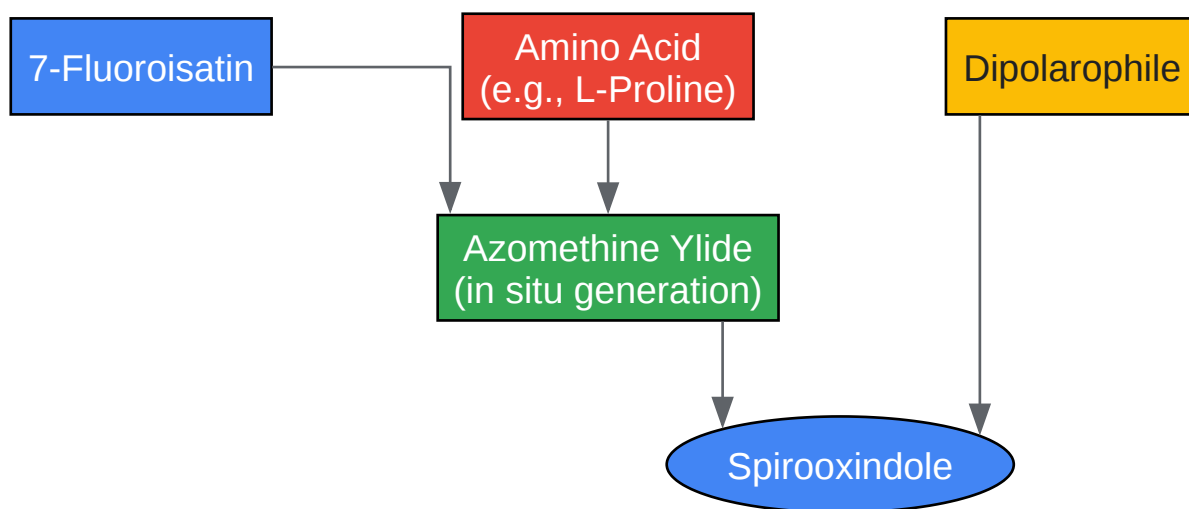 7-Fluoroisatin
Amino Acid
(e.g., L-Proline)
Dipolarophile
Azomethine Ylide
(in situ generation)
Spirooxindole